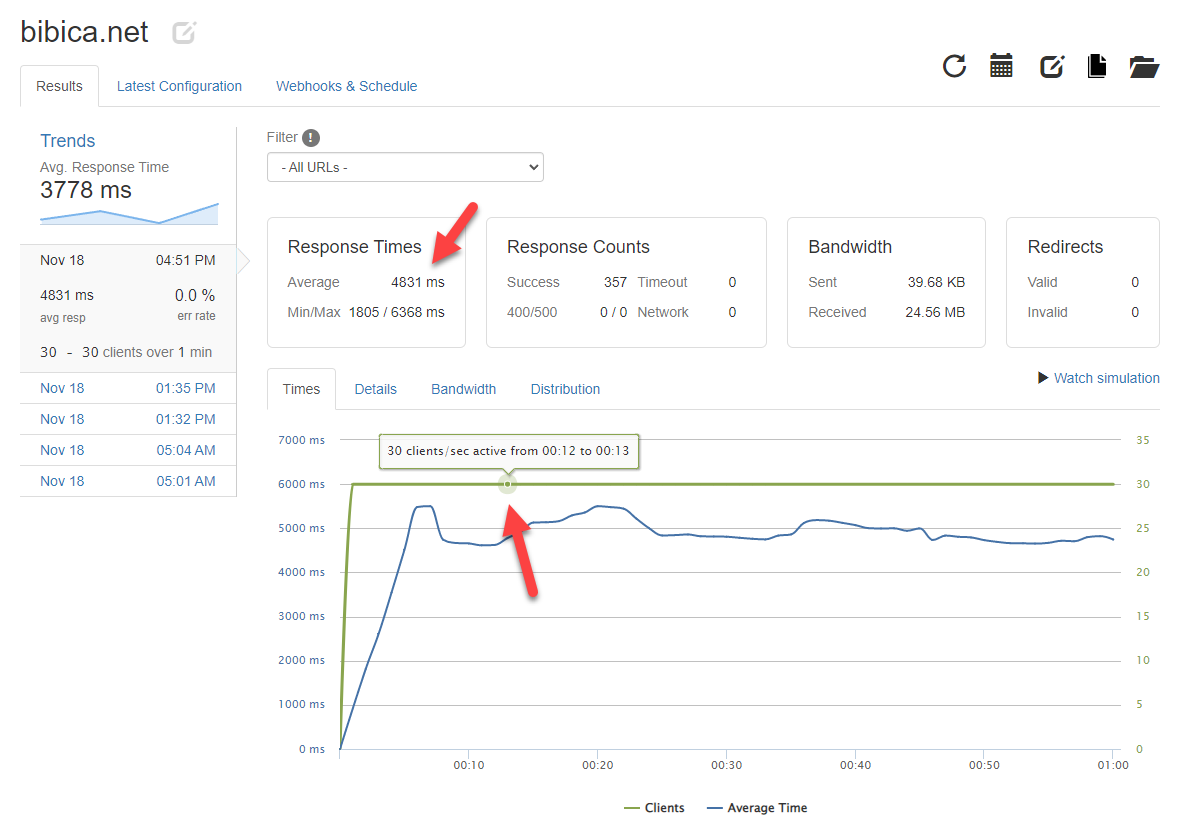 bibica.net
Results Latest Configuration Webhooks & Schedule
Trends
Avg. Response Time
3778 ms
Nov 18 04:51 PM
4831 ms 0.0 %
avg resp err rate
30 - 30 clients over 1 min
Nov 18 01:35 PM
Nov 18 01:32 PM
Nov 18 05:04 AM
Nov 18 05:01 AM
Filter !
- All URLs -
Response Times
Average 4831 ms
Min/Max 1805 / 6368 ms
Response Counts
Success 357 Timeout 0
400/500 0 / 0 Network 0
Bandwidth
Sent 39.68 KB
Received 24.56 MB
Redirects
Valid 0
Invalid 0
Times Details Bandwidth Distribution
Watch simulation
7000 ms 35
30 clients/sec active from 00:12 to 00:13
6000 ms 30
5000 ms 25
4000 ms 20
3000 ms 15
2000 ms 10
1000 ms 5
0 ms 0
00:10 00:20 00:30 00:40 00:50 01:00
Clients Average Time